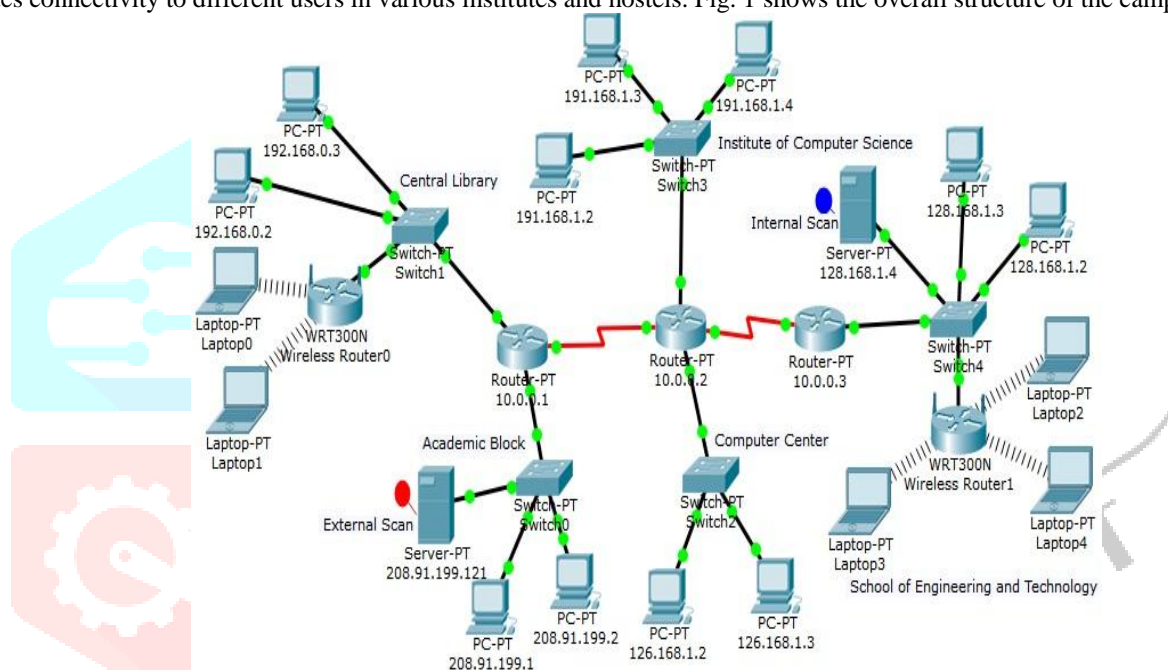 es connectivity to different users in various institutes and hostels. Fig. 1 shows the overall structure of the camp
PC-PT
192.168.0.3
PC-PT
192.168.0.2
Central Library
Switch-PT
Switch1
Laptop-PT
Laptop0
WRT300N
Wireless Router0
Laptop-PT
Laptop1
PC-PT
191.168.1.3
PC-PT
191.168.1.4
PC-PT
191.168.1.2
Switch-PT
Switch3
Institute of Computer Science
Internal Scan
Server-PT
128.168.1.4
PC-PT
128.168.1.3
PC-PT
128.168.1.2
Switch-PT
Switch4
Router-PT
10.0.0.1
Router-PT
10.0.0.2
Router-PT
10.0.0.3
Academic Block
External Scan
Server-PT
208.91.199.121
Switch-PT
Switch0
PC-PT
208.91.199.1
PC-PT
208.91.199.2
Computer Center
Switch-PT
Switch2
PC-PT
126.168.1.2
PC-PT
126.168.1.3
Laptop-PT
Laptop2
WRT300N
Wireless Router1
Laptop-PT
Laptop3
Laptop-PT
Laptop4
School of Engineering and Technology